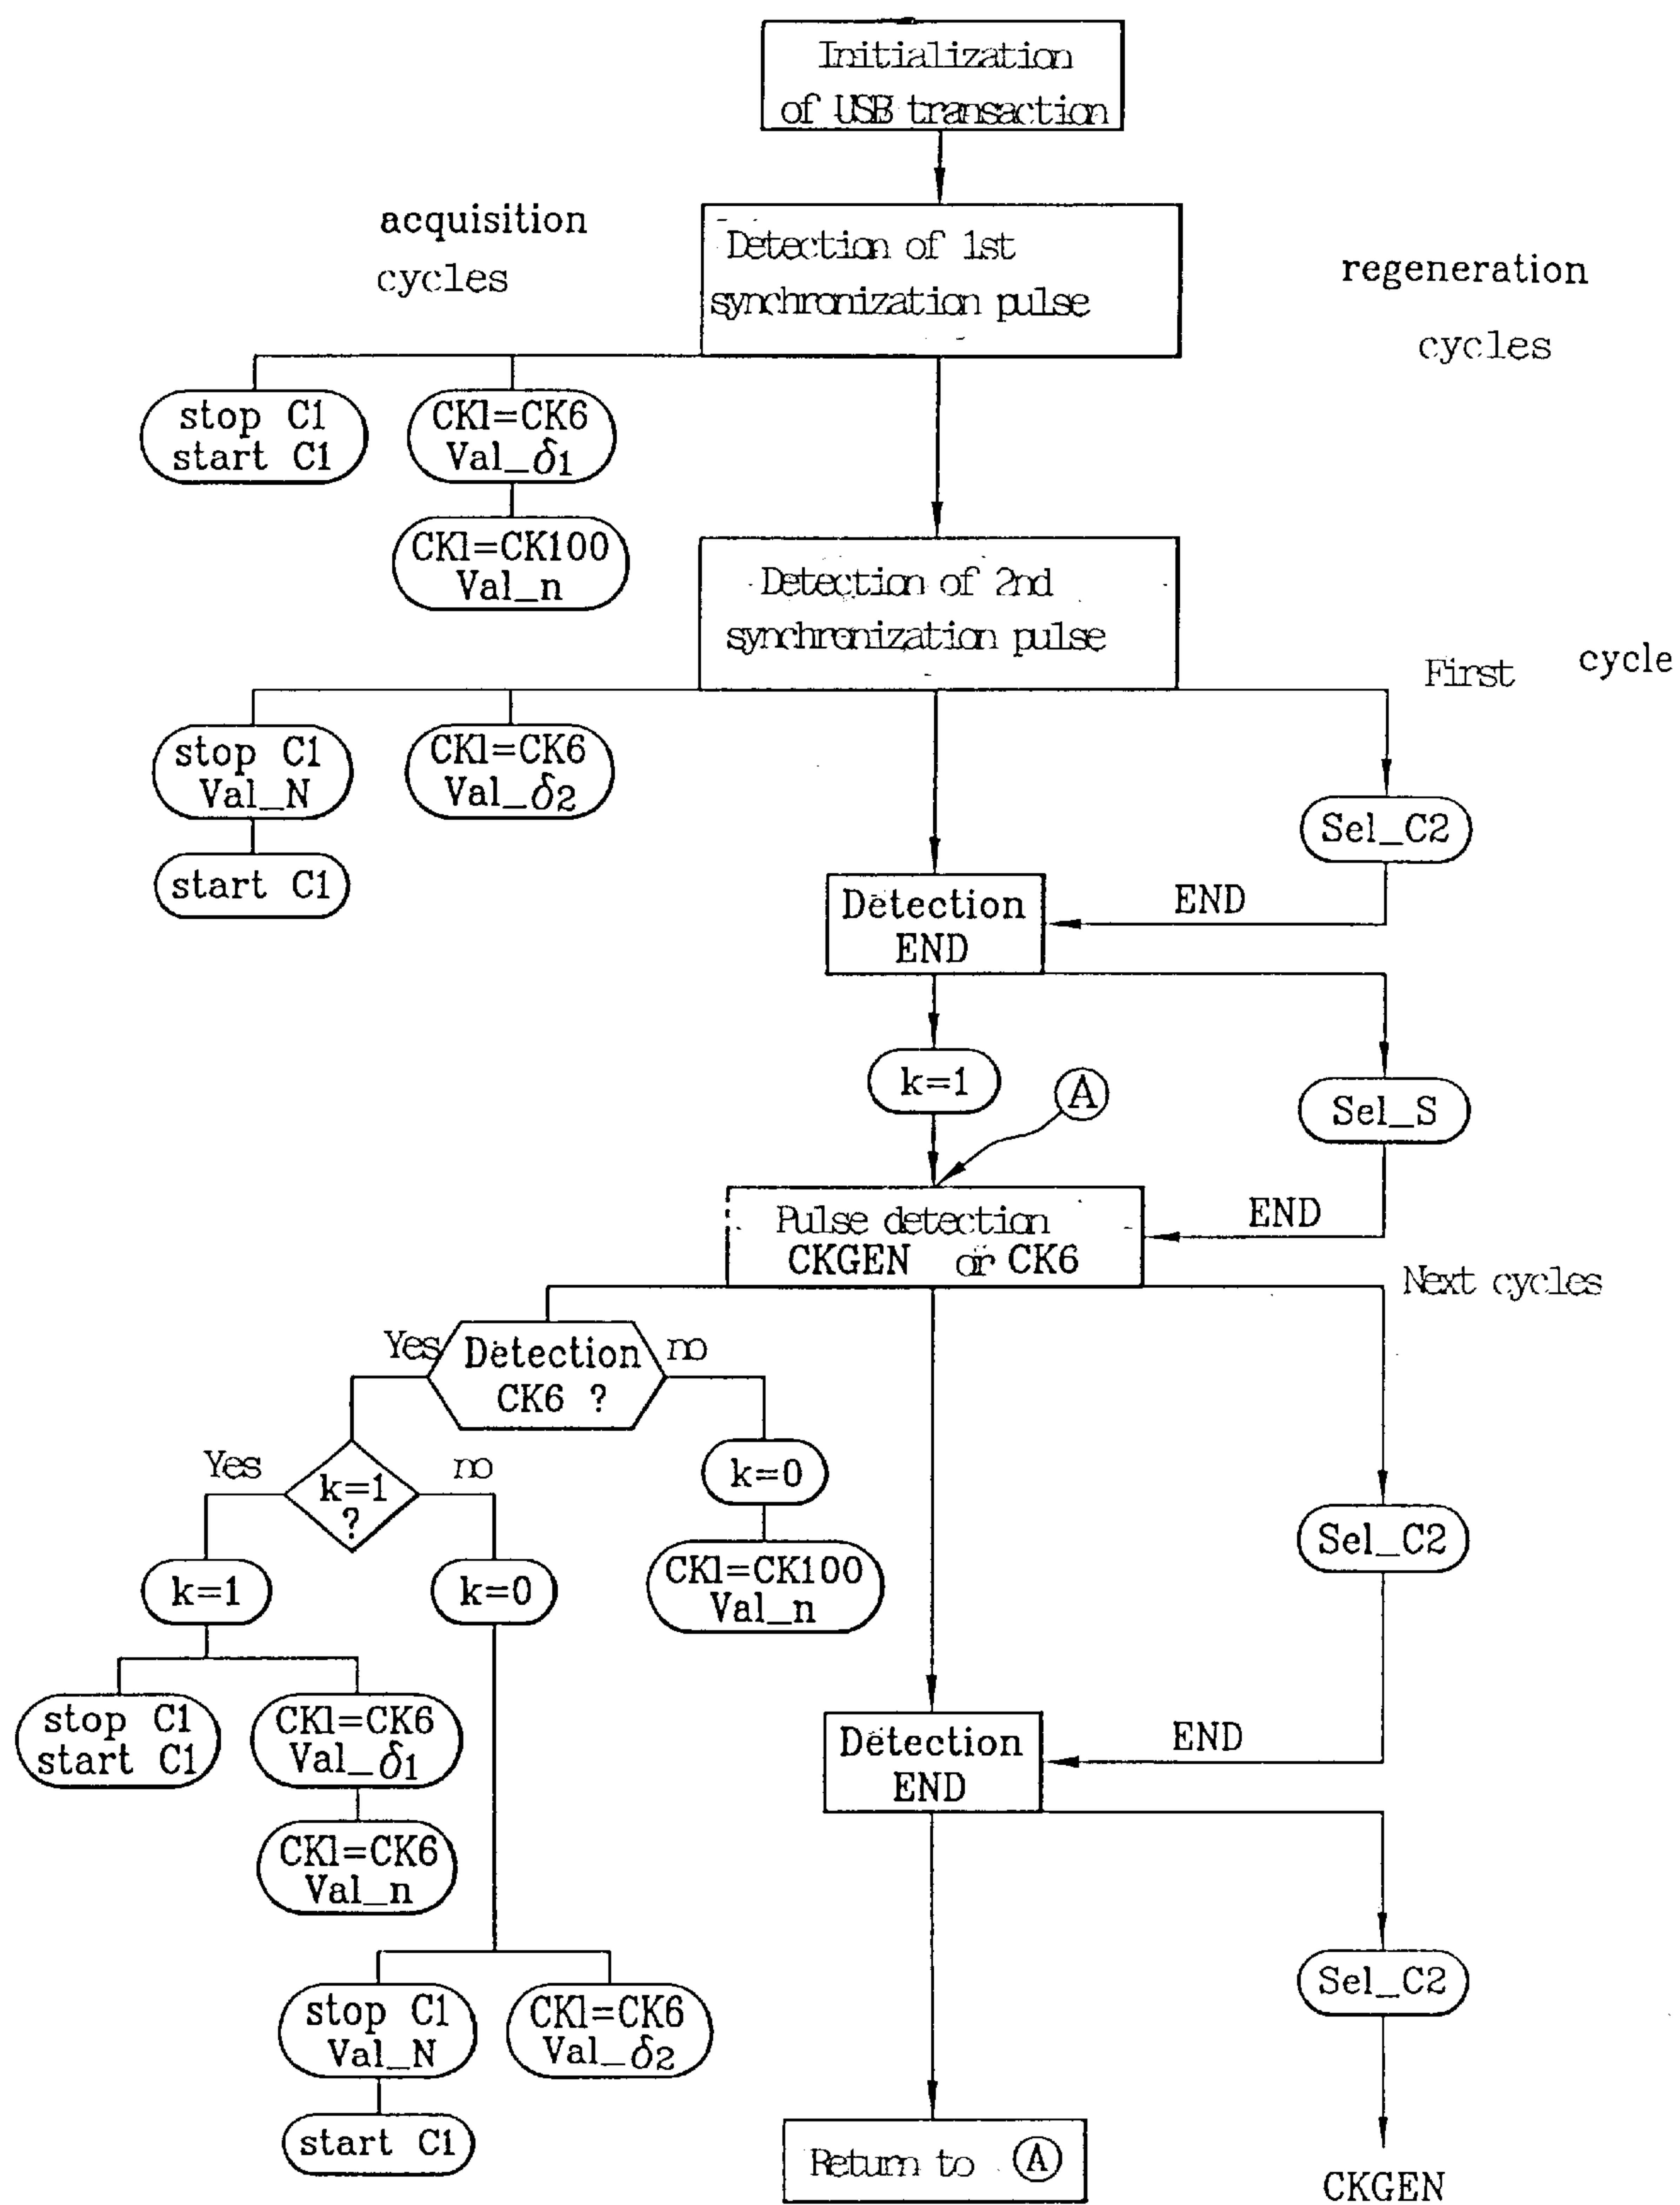 Initialization
of USB transaction
acquisition
cycles
Detection of 1st
synchronization pulse
regeneration
cycles
stop C1
start C1
CK1=CK6
Val_δ1
CK1=CK100
Val_n
Detection of 2nd
synchronization pulse
First cycle
stop C1
Val_N
start C1
CK1=CK6
Val_δ2
Sel_C2
END
Détection
END
k=1
A
Sel_S
END
Pulse detection
CKGEN or CK6
Next cycles
Yes
Détection
CK6 ?
no
Yes
k=1
?
no
k=0
CK1=CK100
Val_n
Sel_C2
k=1
k=0
stop C1
start C1
CK1=CK6
Val_δ1
CK1=CK6
Val_n
Détection
END
END
stop C1
Val_N
start C1
CK1=CK6
Val_δ2
Sel_C2
Return to A
CKGEN